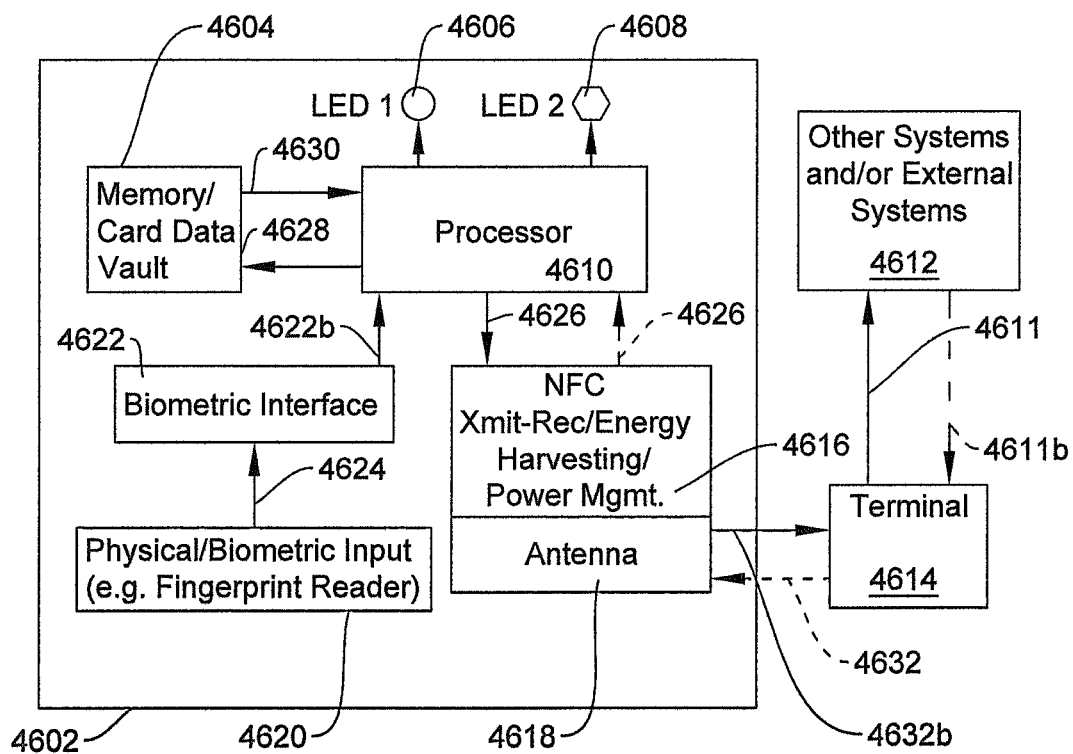 4604
4606
4608
LED 1
LED 2
4630
Memory/
Card Data
Vault
4628
Processor
4610
Other Systems
and/or External
Systems
4612
4622b
4626
4626
4611
4622
Biometric Interface
NFC
Xmit-Rec/Energy
Harvesting/
Power Mgmt.
4616
4611b
4624
Physical/Biometric Input
(e.g. Fingerprint Reader)
Antenna
Terminal
4614
4632
4602
4620
4618
4632b